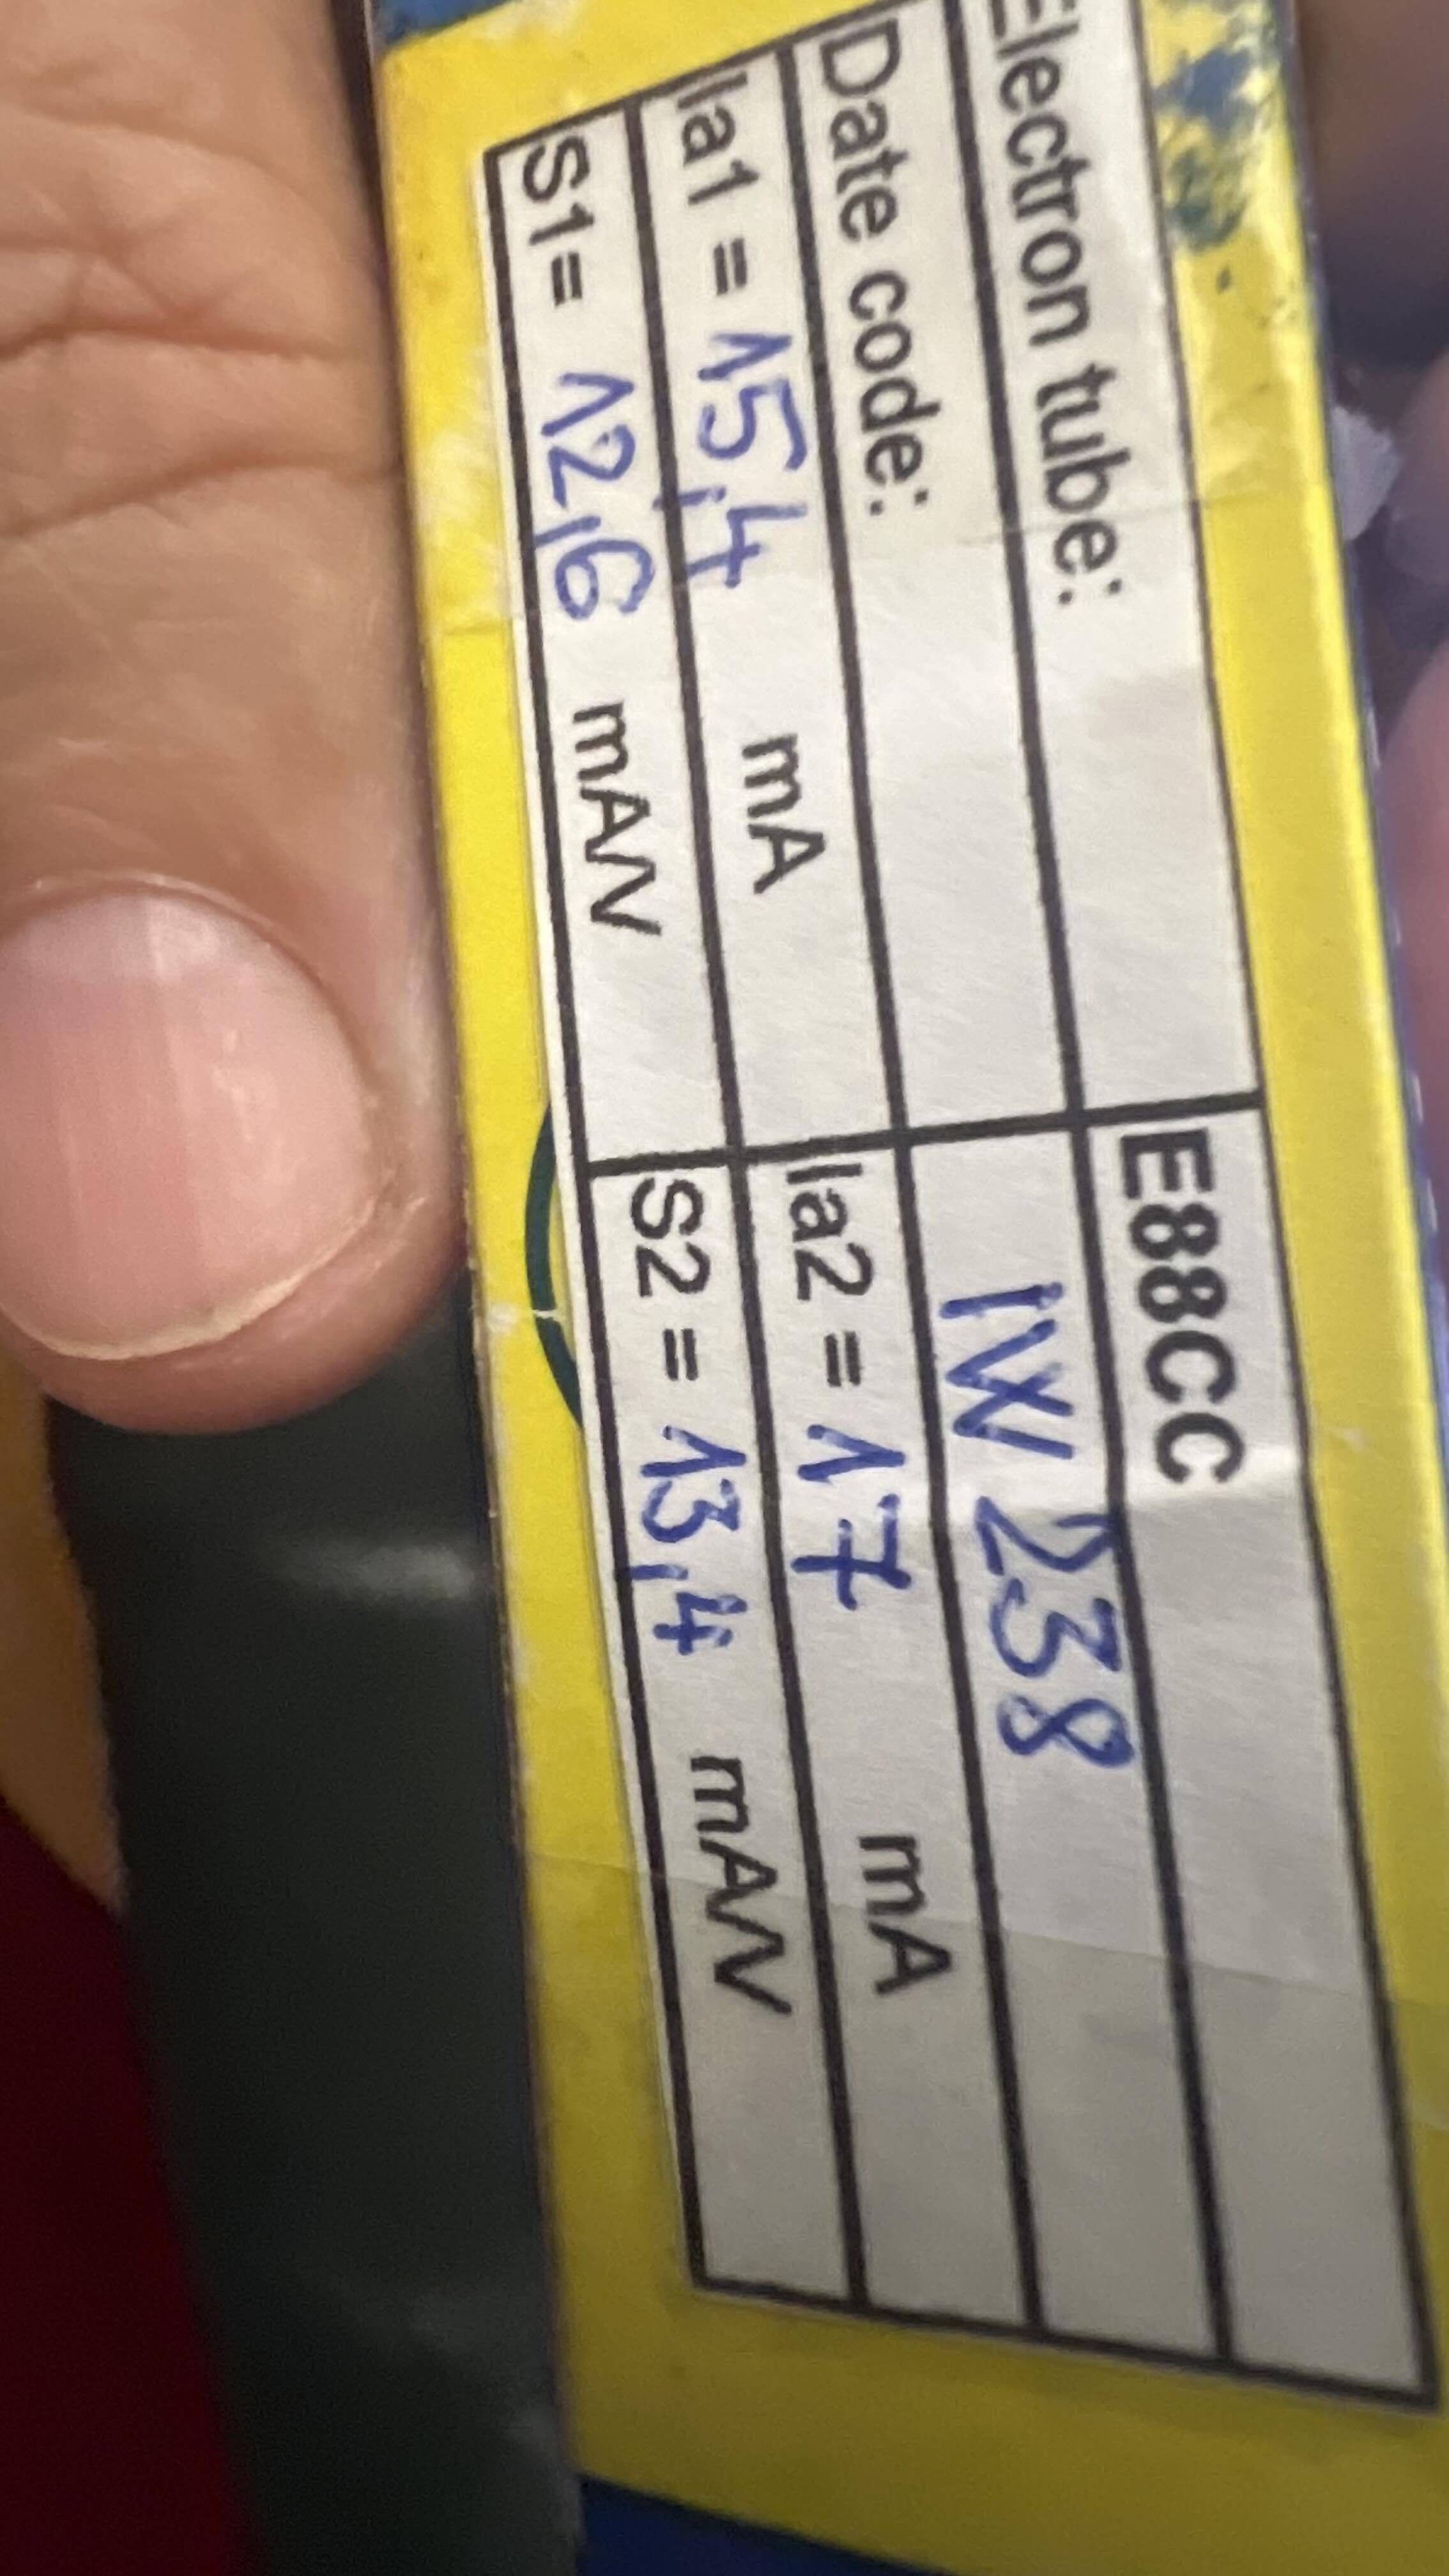 Electron tube: E88CC
Date code: IW 238
Ia1 = 15,4 mA Ia2 = 17 mA
S1= 12,6 mA/V S2 = 13,4 mA/V